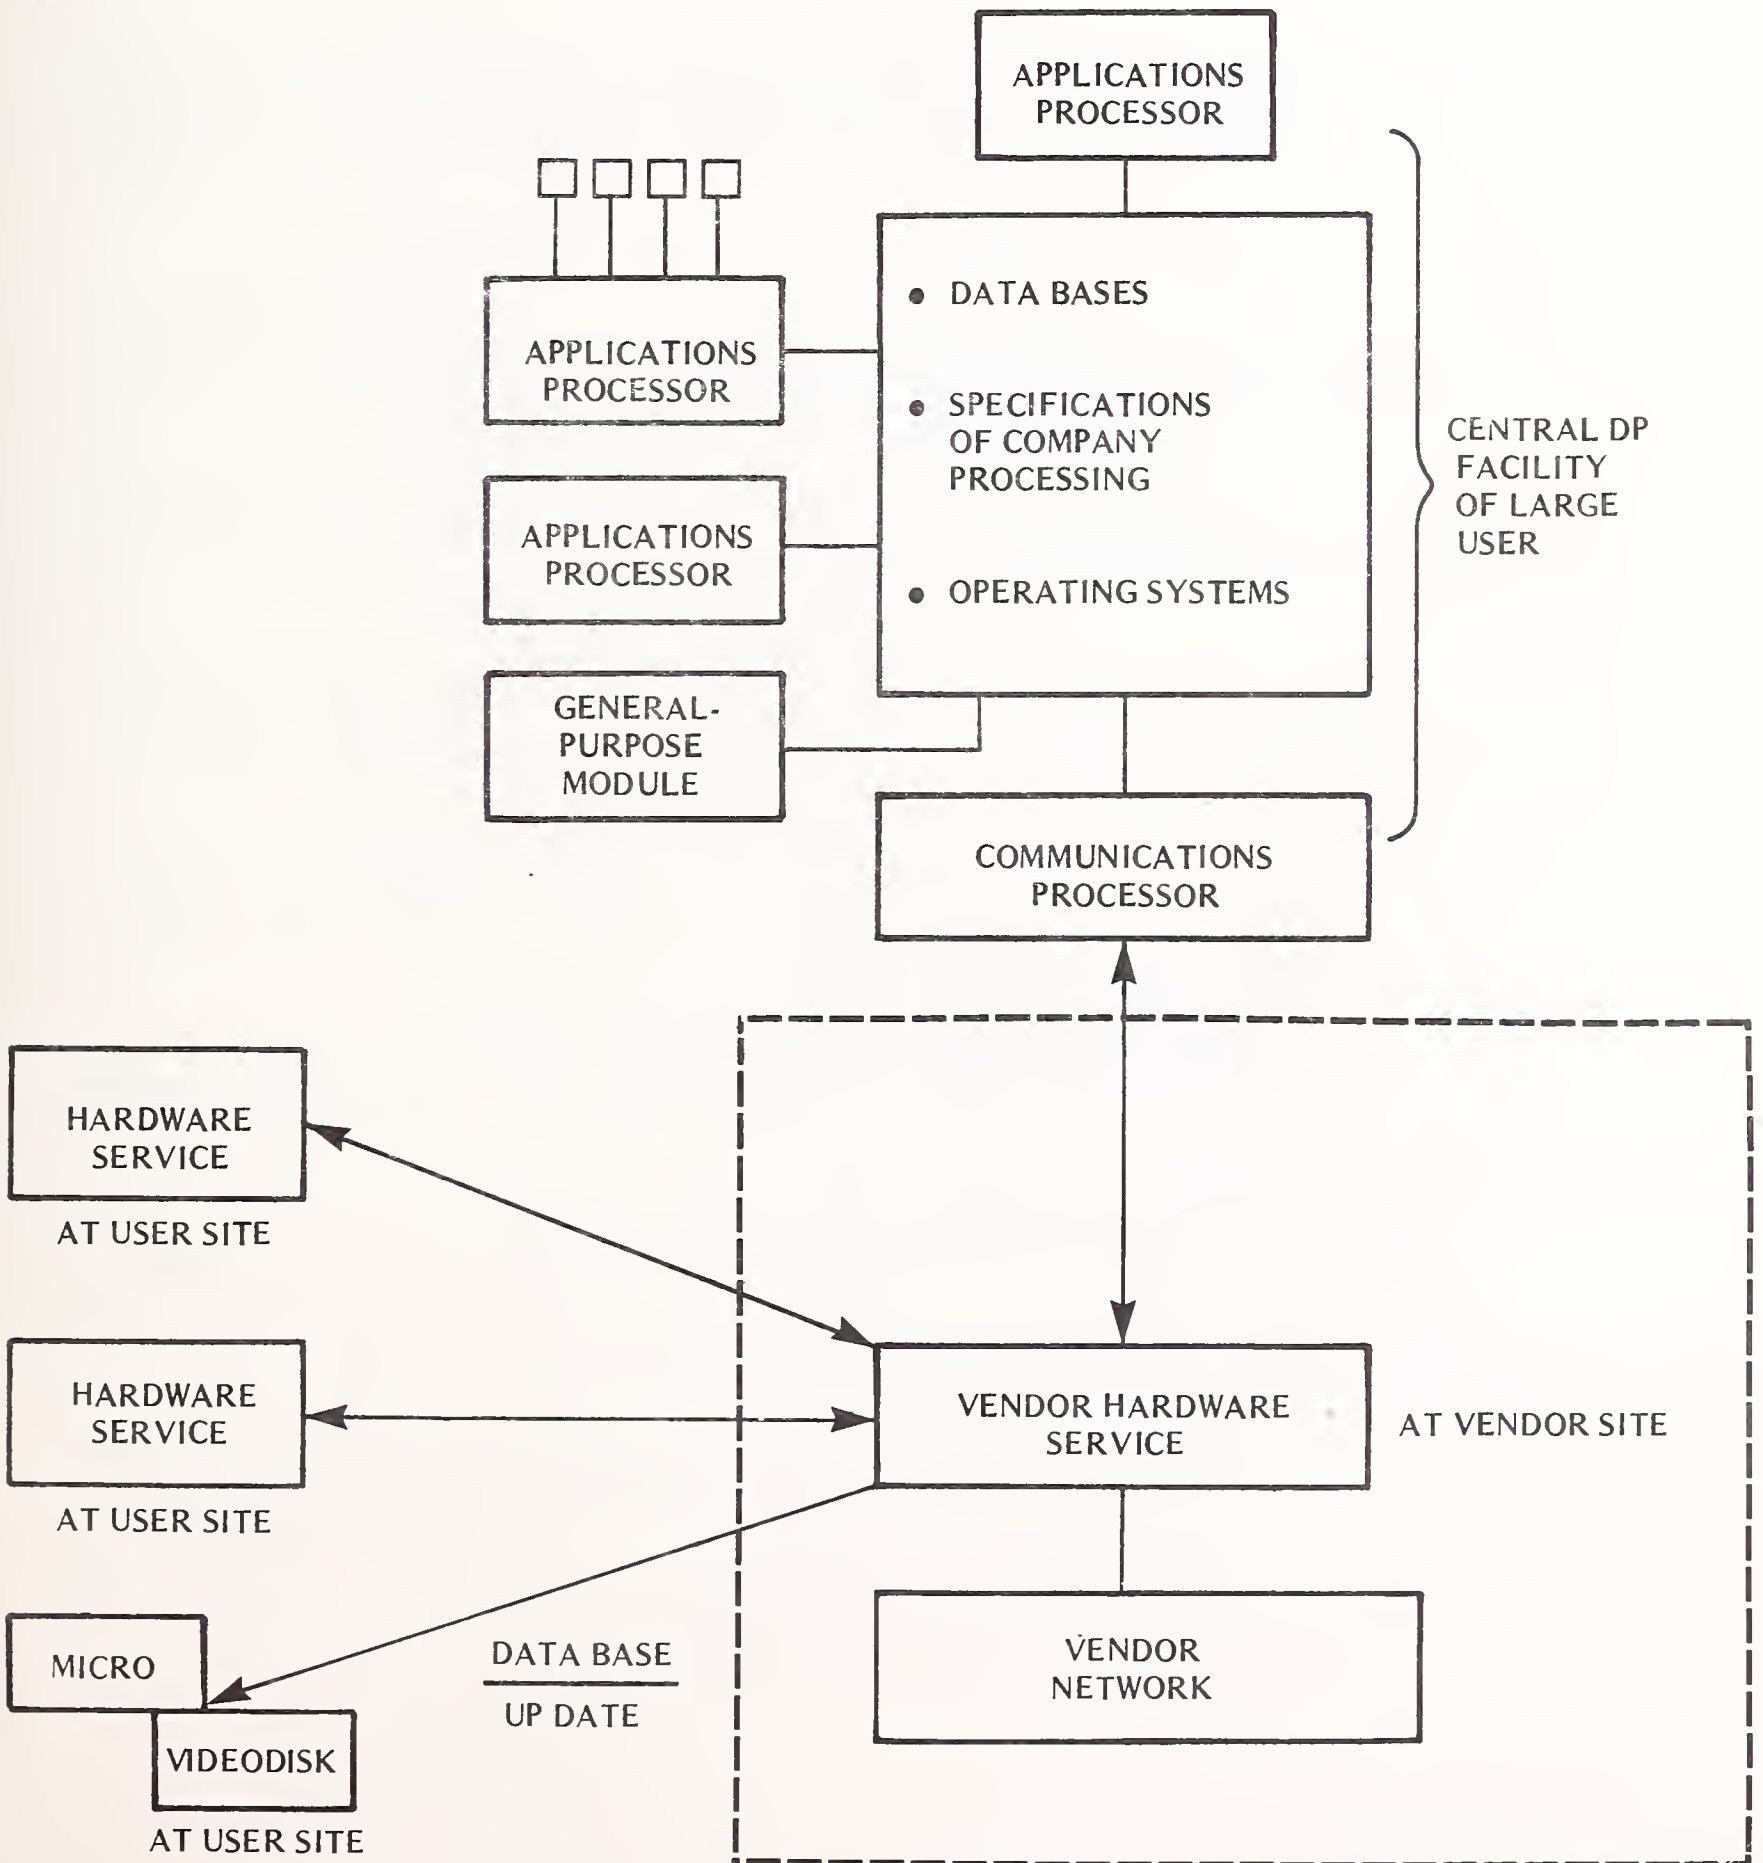 APPLICATIONS
PROCESSOR
APPLICATIONS
PROCESSOR
• DATA BASES
• SPECIFICATIONS
OF COMPANY
PROCESSING
• OPERATING SYSTEMS
CENTRAL DP
FACILITY
OF LARGE
USER
APPLICATIONS
PROCESSOR
GENERAL-
PURPOSE
MODULE
COMMUNICATIONS
PROCESSOR
HARDWARE
SERVICE
AT USER SITE
HARDWARE
SERVICE
AT USER SITE
VENDOR HARDWARE
SERVICE
AT VENDOR SITE
MICRO
VIDEODISK
AT USER SITE
DATA BASE
UP DATE
VENDOR
NETWORK